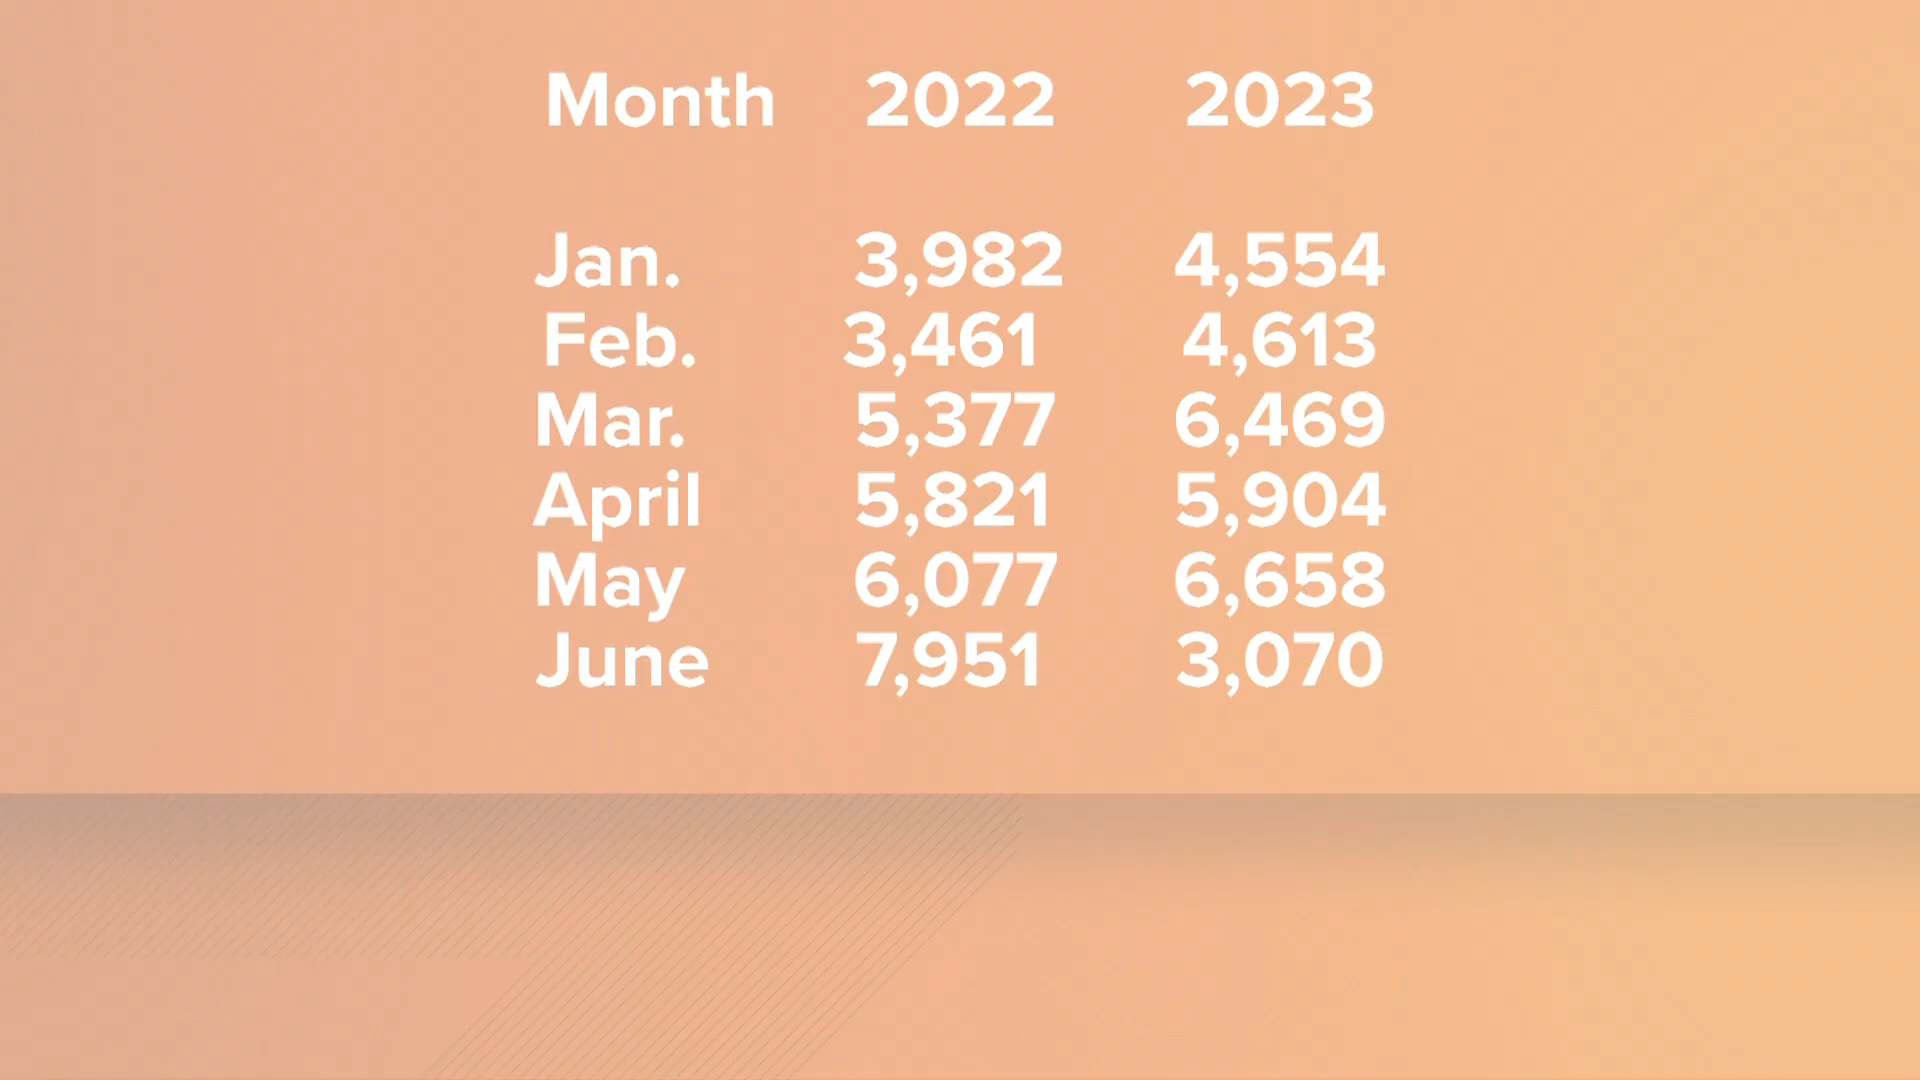 Month 2022 2023
Jan. 3,982 4,554
Feb. 3,461 4,613
Mar. 5,377 6,469
April 5,821 5,904
May 6,077 6,658
June 7,951 3,070